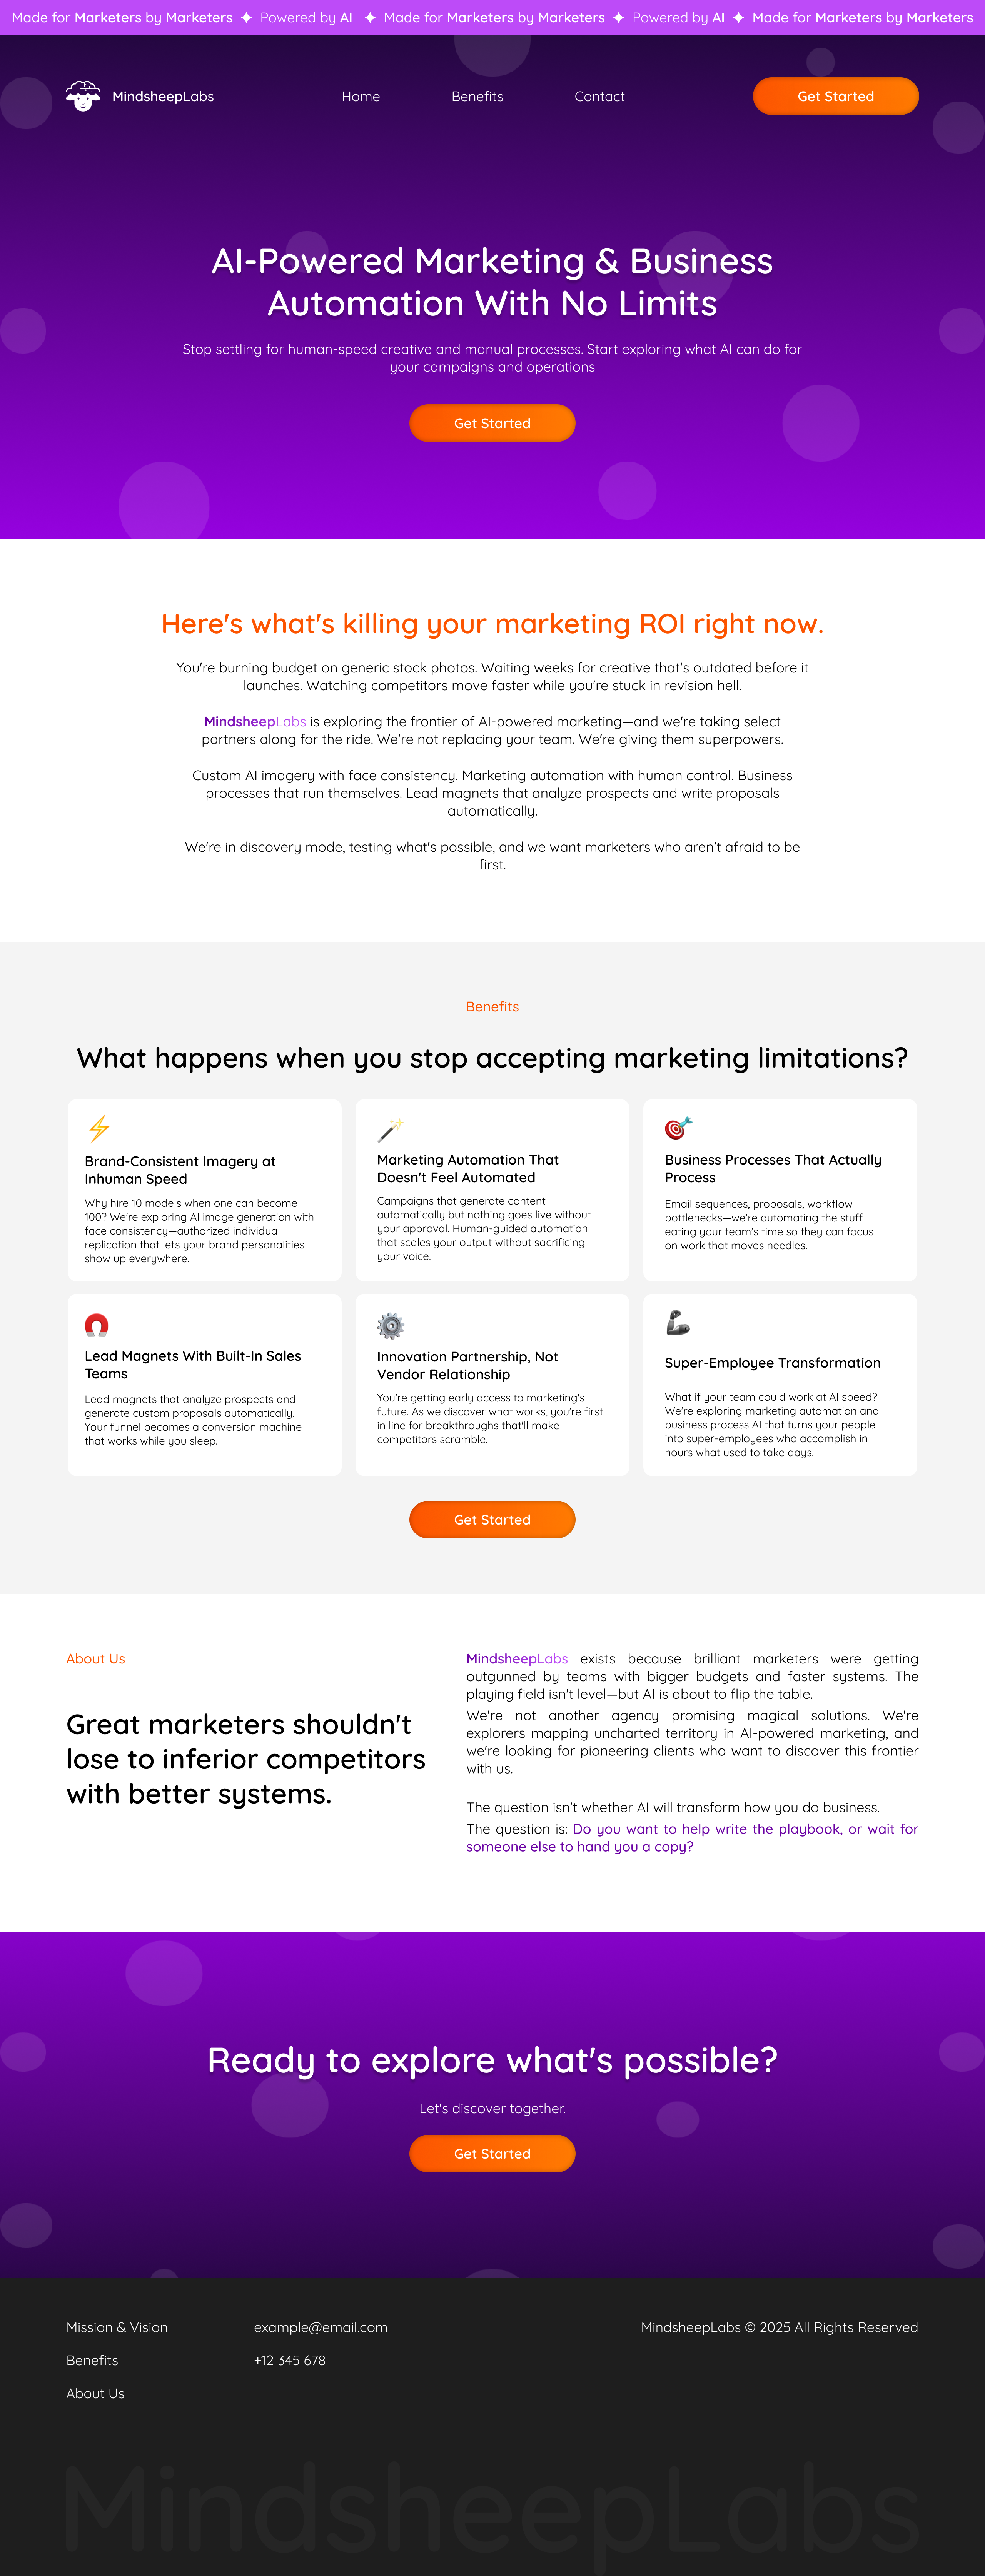 Made for Marketers by Marketers ✦ Powered by AI ✦ Made for Marketers by Marketers ✦ Powered by AI ✦ Made for Marketers by Marketers
MindsheepLabs
Home
Benefits
Contact
Get Started
AI-Powered Marketing & Business
Automation With No Limits
Stop settling for human-speed creative and manual processes. Start exploring what AI can do for
your campaigns and operations
Get Started
Here's what's killing your marketing ROI right now.
You're burning budget on generic stock photos. Waiting weeks for creative that's outdated before it
launches. Watching competitors move faster while you're stuck in revision hell.
MindsheepLabs is exploring the frontier of AI-powered marketing—and we're taking select
partners along for the ride. We're not replacing your team. We're giving them superpowers.
Custom AI imagery with face consistency. Marketing automation with human control. Business
processes that run themselves. Lead magnets that analyze prospects and write proposals
automatically.
We're in discovery mode, testing what's possible, and we want marketers who aren't afraid to be
first.
Benefits
What happens when you stop accepting marketing limitations?
Brand-Consistent Imagery at
Inhuman Speed
Why hire 10 models when one can become
100? We're exploring AI image generation with
face consistency—authorized individual
replication that lets your brand personalities
show up everywhere.
Marketing Automation That
Doesn't Feel Automated
Campaigns that generate content
automatically but nothing goes live without
your approval. Human-guided automation
that scales your output without sacrificing
your voice.
Business Processes That Actually
Process
Email sequences, proposals, workflow
bottlenecks—we're automating the stuff
eating your team's time so they can focus
on work that moves needles.
Lead Magnets With Built-In Sales
Teams
Lead magnets that analyze prospects and
generate custom proposals automatically.
Your funnel becomes a conversion machine
that works while you sleep.
Innovation Partnership, Not
Vendor Relationship
You're getting early access to marketing's
future. As we discover what works, you're first
in line for breakthroughs that'll make
competitors scramble.
Super-Employee Transformation
What if your team could work at AI speed?
We're exploring marketing automation and
business process AI that turns your people
into super-employees who accomplish in
hours what used to take days.
Get Started
About Us
Great marketers shouldn't
lose to inferior competitors
with better systems.
MindsheepLabs exists because brilliant marketers were getting
outgunned by teams with bigger budgets and faster systems. The
playing field isn't level—but AI is about to flip the table.
We're not another agency promising magical solutions. We're
explorers mapping uncharted territory in AI-powered marketing, and
we're looking for pioneering clients who want to discover this frontier
with us.
The question isn't whether AI will transform how you do business.
The question is: Do you want to help write the playbook, or wait for
someone else to hand you a copy?
Ready to explore what's possible?
Let's discover together.
Get Started
Mission & Vision
Benefits
About Us
example@email.com
+12 345 678
MindsheepLabs © 2025 All Rights Reserved
MindsheepLabs